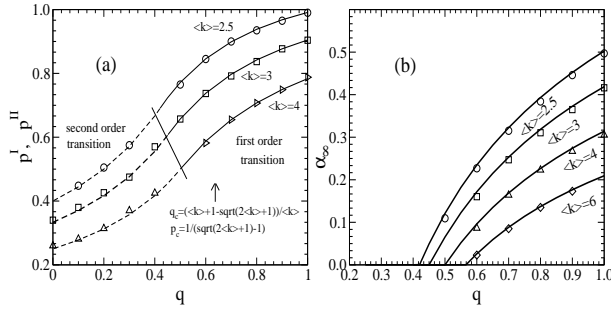 (a)
<k>=2.5
<k>=3
<k>=4
second order
transition
first order
transition
q_c=(<k>+1-sqrt(2<k>+1))/<k>
p_c=1/(sqrt(2<k>+1)-1)
p^I, p^II
1.0
0.8
0.6
0.4
0.2
0 0.2 0.4 0.6 0.8 1
q
(b)
<k>=2.5
<k>=3
<k>=4
<k>=6
α∞
0.5
0.4
0.3
0.2
0.1
0.0
0.2 0.3 0.4 0.5 0.6 0.7 0.8 0.9 1.0
q